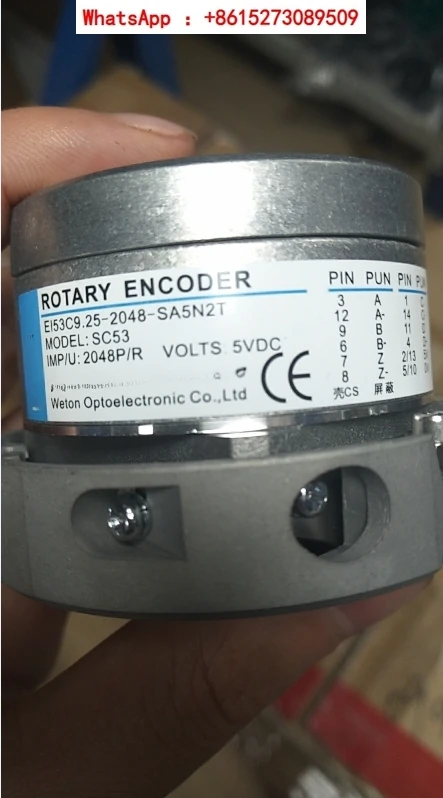 WhatsApp : +8615273089509
ROTARY ENCODER
EI53C9.25-2048-SA5N2T
MODEL: SC53
IMP/U: 2048P/R VOLTS 5VDC
Weton Optoelectronic Co.,Ltd
CE
PIN PUN PIN
3 A 1
12 A- 14
9 B 11
6 B- 4
7 Z 2/13
8 Z- 5/10
壳CS 屏蔽